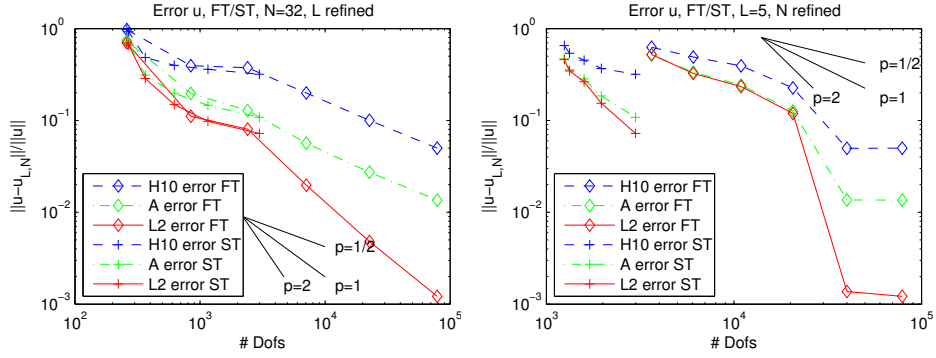 Error u, FT/ST, N=32, L refined
10^0
10^-1
10^-2
10^-3
||u−u_{L,N}||/||u||
H10 error FT
A error FT
L2 error FT
H10 error ST
A error ST
L2 error ST
p=1/2
p=2
p=1
10^2
10^3
10^4
10^5
# Dofs
Error u, FT/ST, L=5, N refined
10^0
10^-1
10^-2
10^-3
||u−u_{L,N}||/||u||
p=1/2
p=2
p=1
H10 error FT
A error FT
L2 error FT
H10 error ST
A error ST
L2 error ST
10^3
10^4
10^5
# Dofs